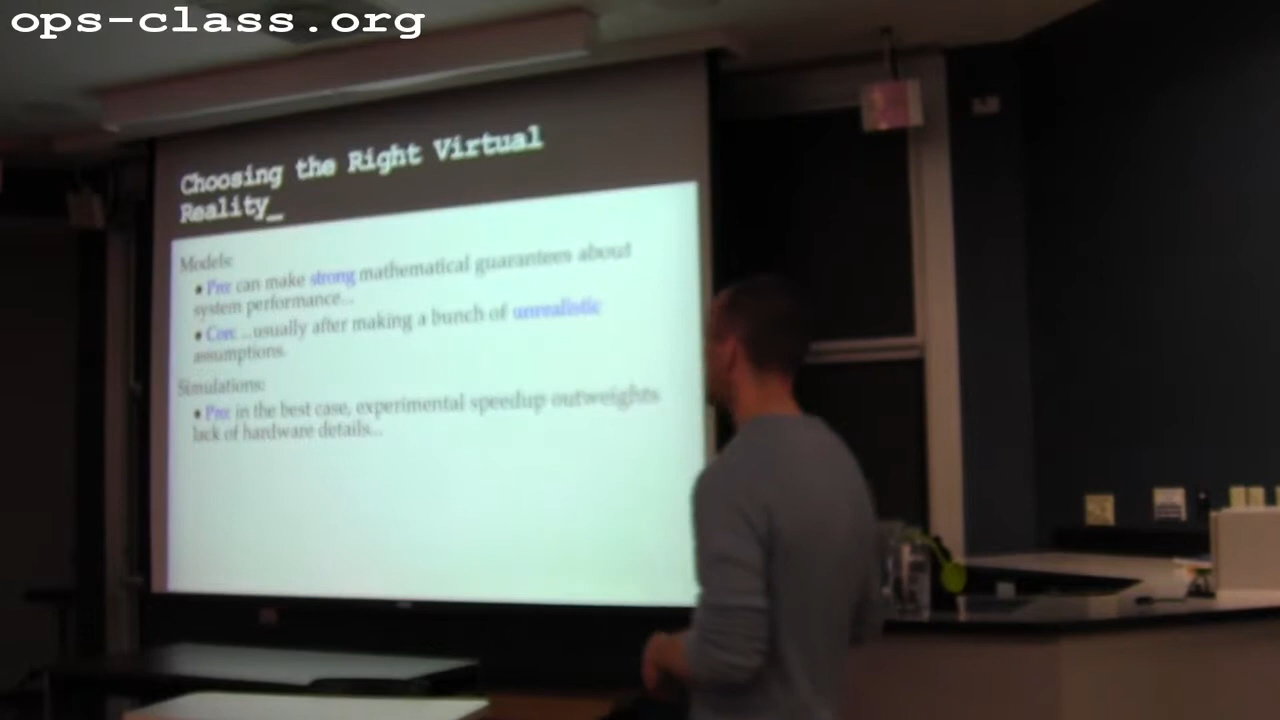 ops-class.org
Choosing the Right Virtual
Reality_
Models:
• Pro: can make strong mathematical guarantees about
system performance...
• Con: ...usually after making a bunch of unrealistic
assumptions.
Simulations:
• Pro: in the best case, experimental speedup outweights
lack of hardware details...